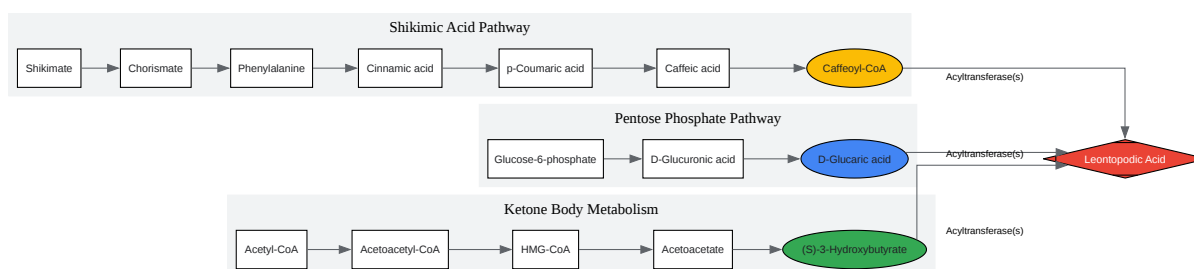 Shikimic Acid Pathway
Shikimate
Chorismate
Phenylalanine
Cinnamic acid
p-Coumaric acid
Caffeic acid
Caffeoyl-CoA
Acyltransferase(s)
Pentose Phosphate Pathway
Glucose-6-phosphate
D-Glucuronic acid
D-Glucaric acid
Acyltransferase(s)
Leontopodic Acid
Ketone Body Metabolism
Acetyl-CoA
Acetoacetyl-CoA
HMG-CoA
Acetoacetate
(S)-3-Hydroxybutyrate
Acyltransferase(s)